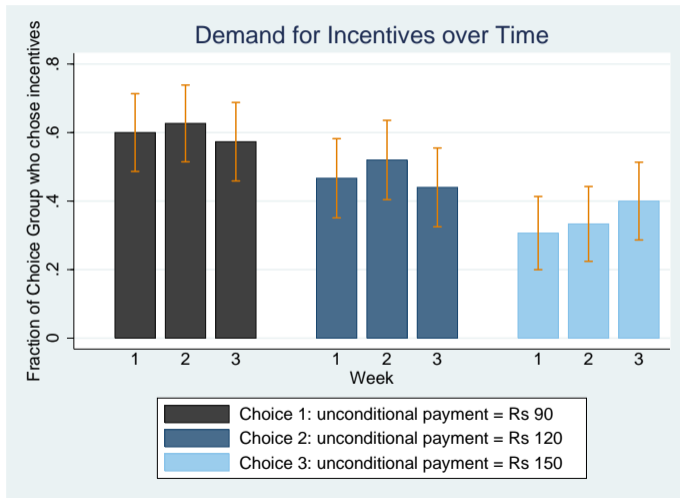 Demand for Incentives over Time
Fraction of Choice Group who chose incentives
.8
.6
.4
.2
0
1 2 3 1 2 3 1 2 3
Week
Choice 1: unconditional payment = Rs 90
Choice 2: unconditional payment = Rs 120
Choice 3: unconditional payment = Rs 150